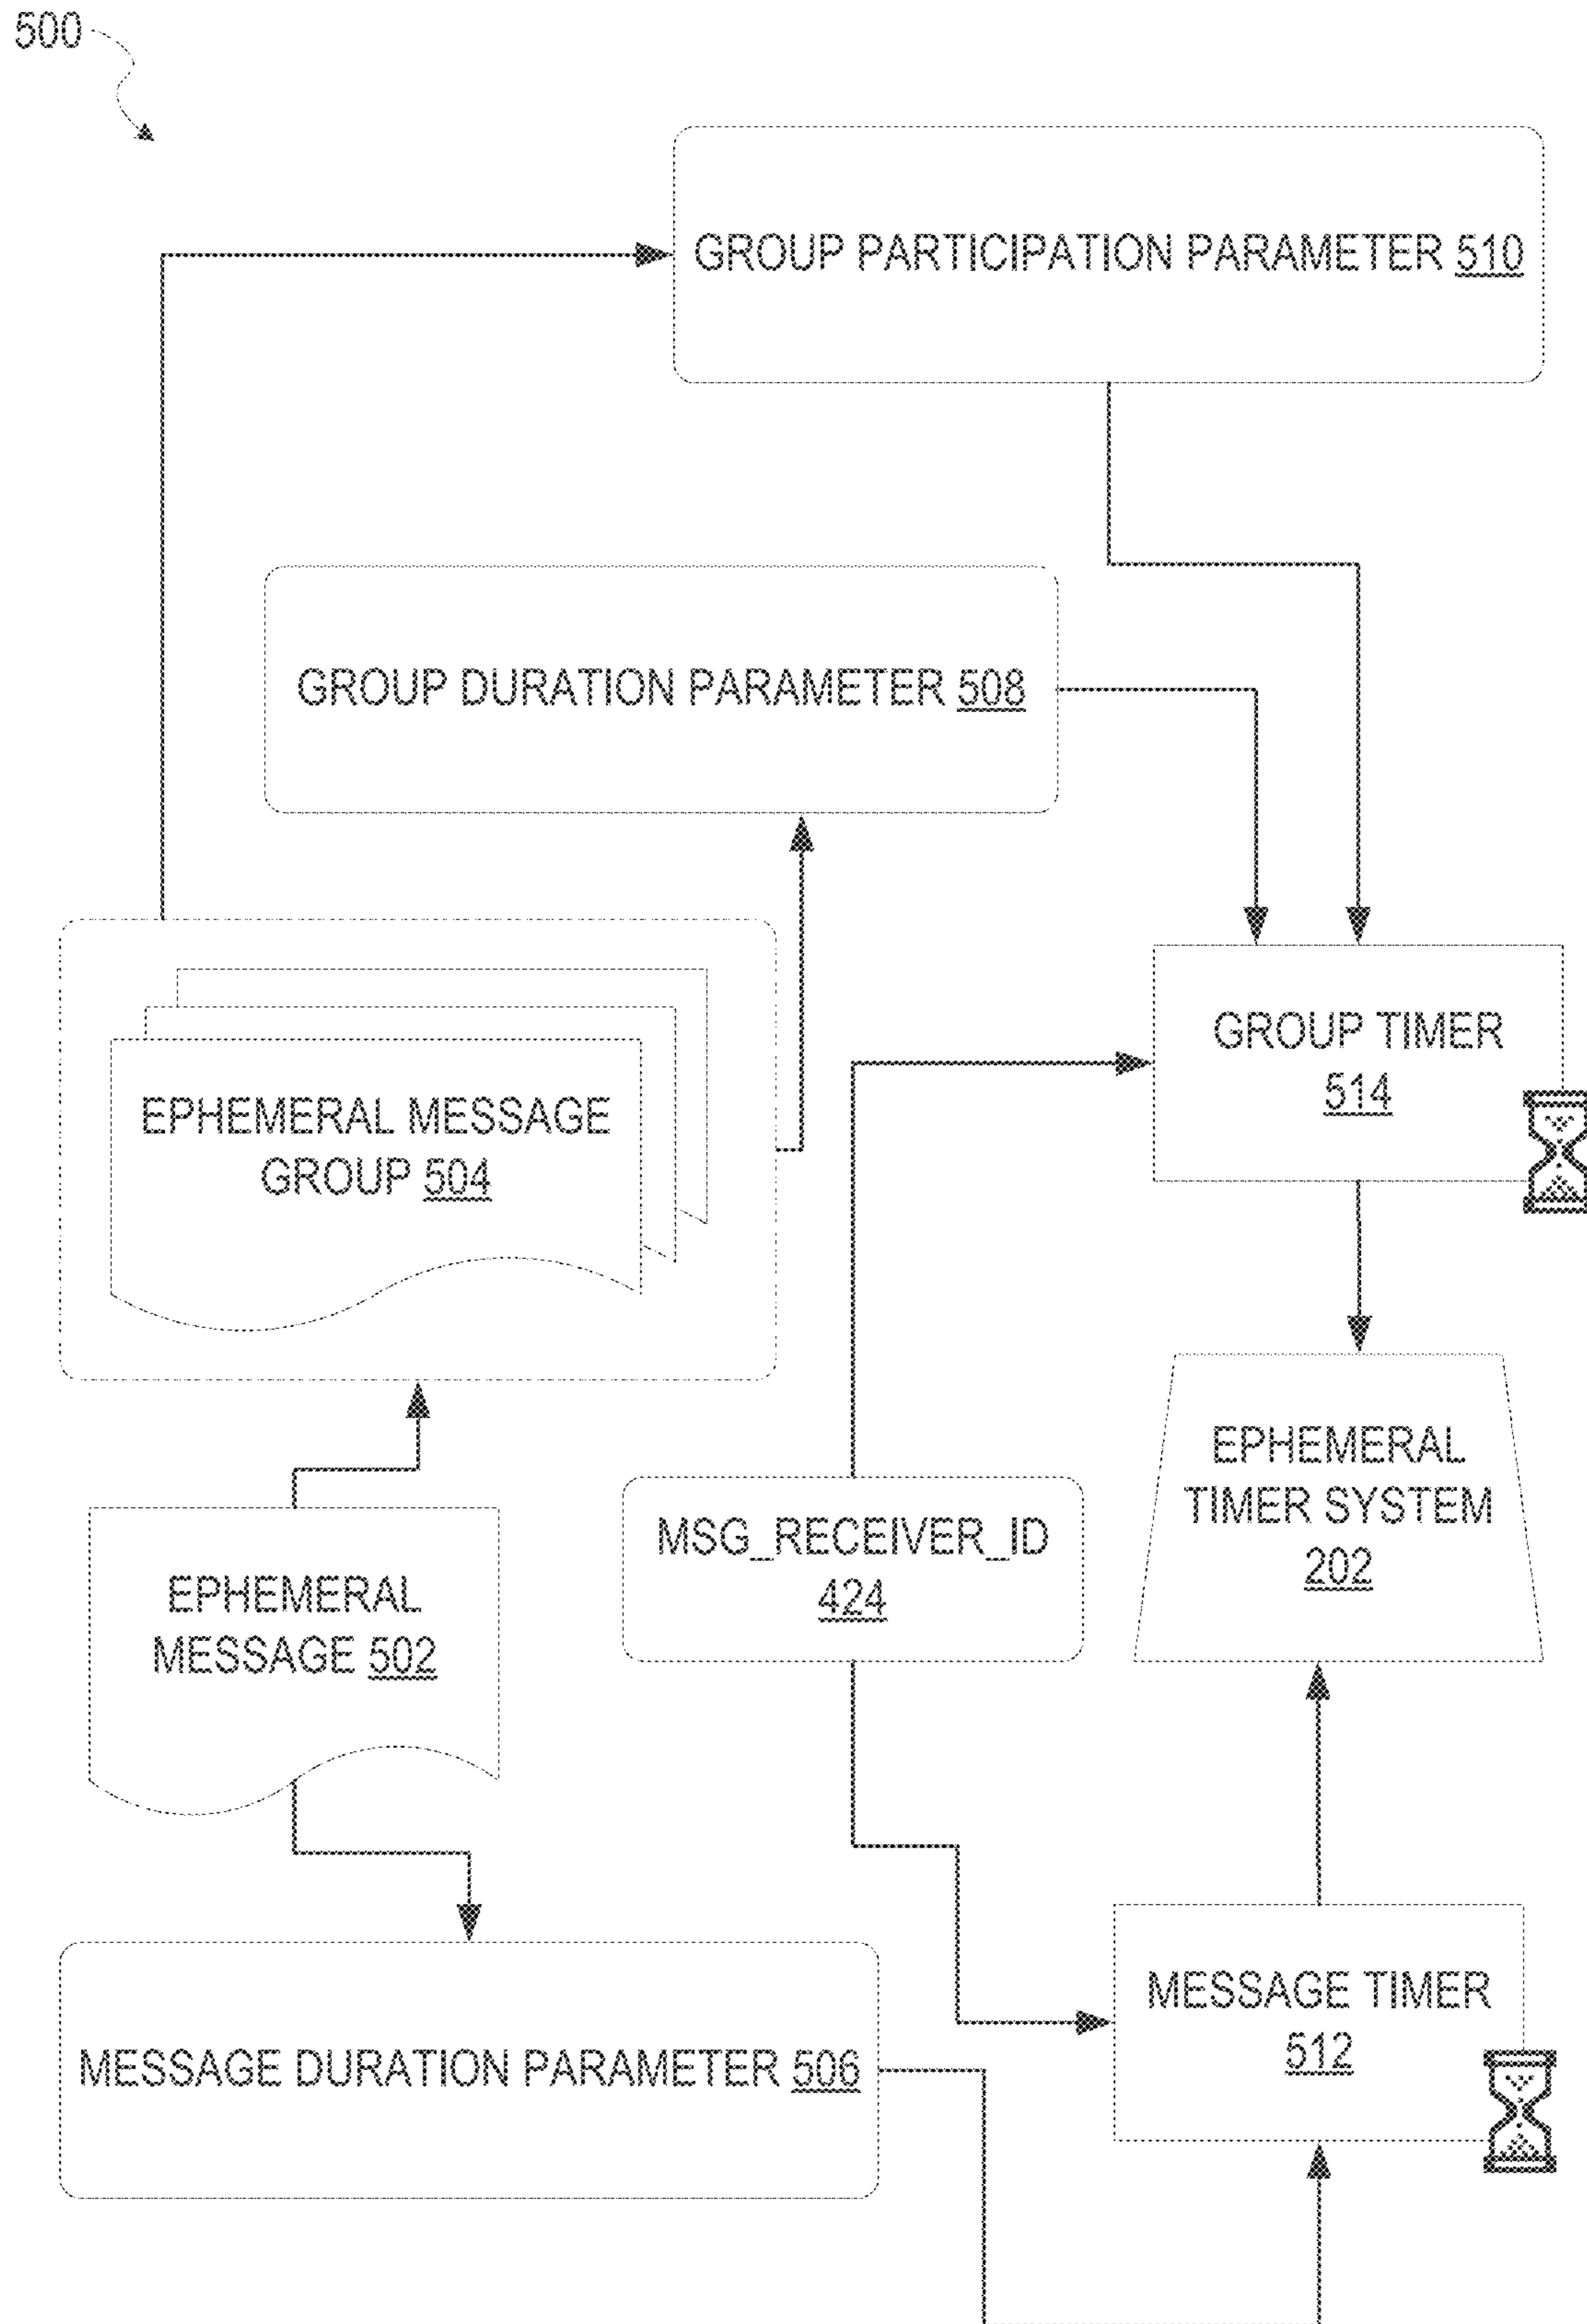 500
GROUP PARTICIPATION PARAMETER 510
GROUP DURATION PARAMETER 508
GROUP TIMER
514
EPHEMERAL MESSAGE
GROUP 504
EPHEMERAL
TIMER SYSTEM
202
MSG_RECEIVER_ID
424
EPHEMERAL
MESSAGE 502
MESSAGE TIMER
512
MESSAGE DURATION PARAMETER 506